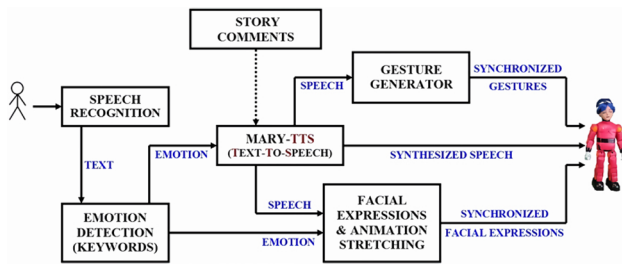 STORY
COMMENTS
SPEECH
RECOGNITION
TEXT
EMOTION
DETECTION
(KEYWORDS)
EMOTION
MARY-TTS
(TEXT-TO-SPEECH)
SPEECH
GESTURE
GENERATOR
SYNCHRONIZED
GESTURES
SYNTHESIZED SPEECH
SPEECH
EMOTION
FACIAL
EXPRESSIONS
& ANIMATION
STRETCHING
SYNCHRONIZED
FACIAL EXPRESSIONS